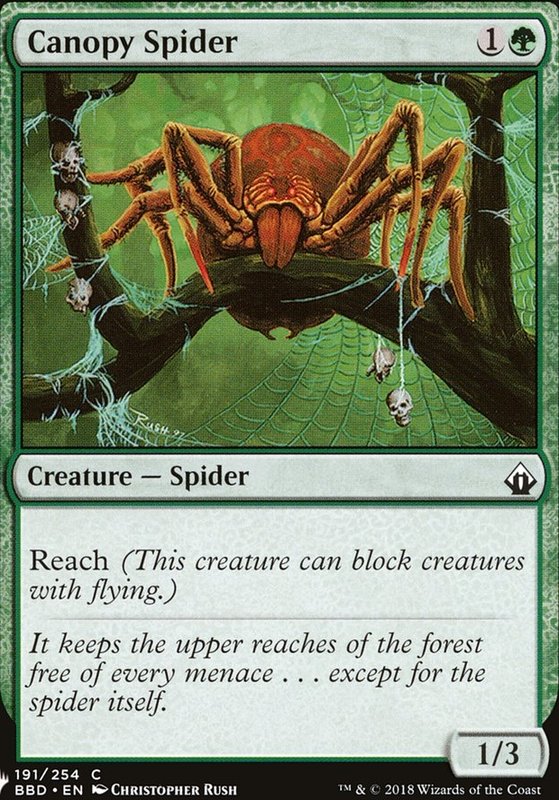 Canopy Spider 1
RUSH 97
Creature — Spider
Reach (This creature can block creatures
with flying.)
It keeps the upper reaches of the forest
free of every menace . . . except for the
spider itself.
1/3
191/254 C
BBD • EN Christopher Rush
™ & © 2018 Wizards of the Coast